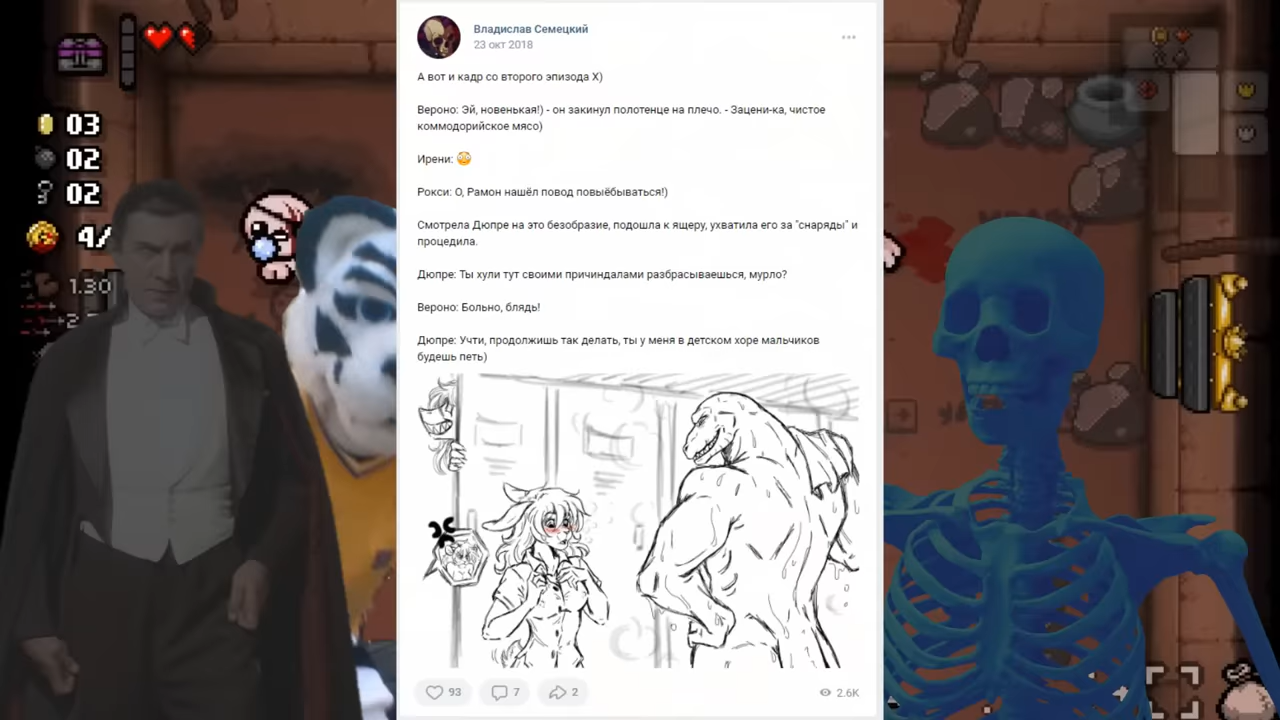 03
02
02
4/
1.30
Владислав Семецкий
23 окт 2018
А вот и кадр со второго эпизода X)
Вероно: Эй, новенькая!) - он закинул полотенце на плечо. - Зацени-ка, чистое
коммодорийское мясо)
Ирени: 😳
Рокси: О, Рамон нашёл повод повыёбываться!)
Смотрела Дюпре на это безобразие, подошла к ящеру, ухватила его за "снаряды" и
процедила.
Дюпре: Ты хули тут своими причиндалами разбрасываешься, мурло?
Вероно: Больно, блядь!
Дюпре: Учти, продолжишь так делать, ты у меня в детском хоре мальчиков
будешь петь)
93
7
2
2.6K